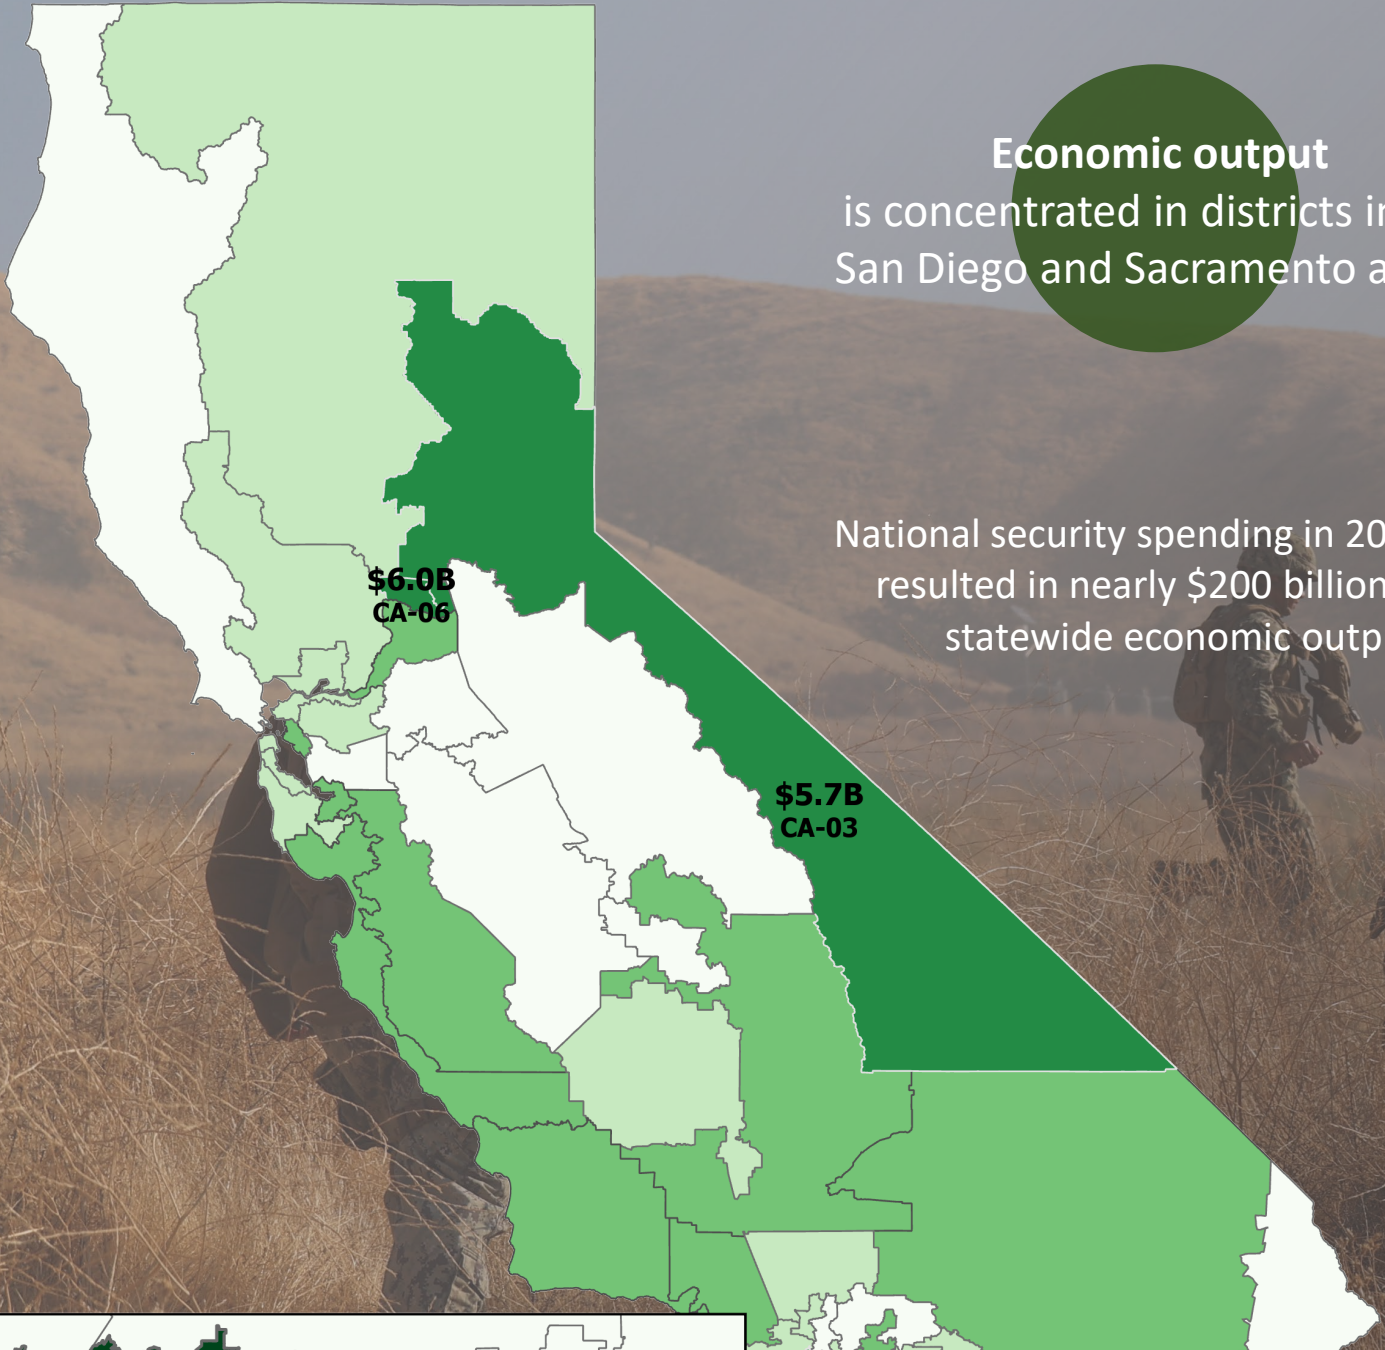 Economic output
is concentrated in districts in
San Diego and Sacramento a
National security spending in 20
resulted in nearly $200 billion
statewide economic outp
$6.0B
CA-06
$5.7B
CA-03